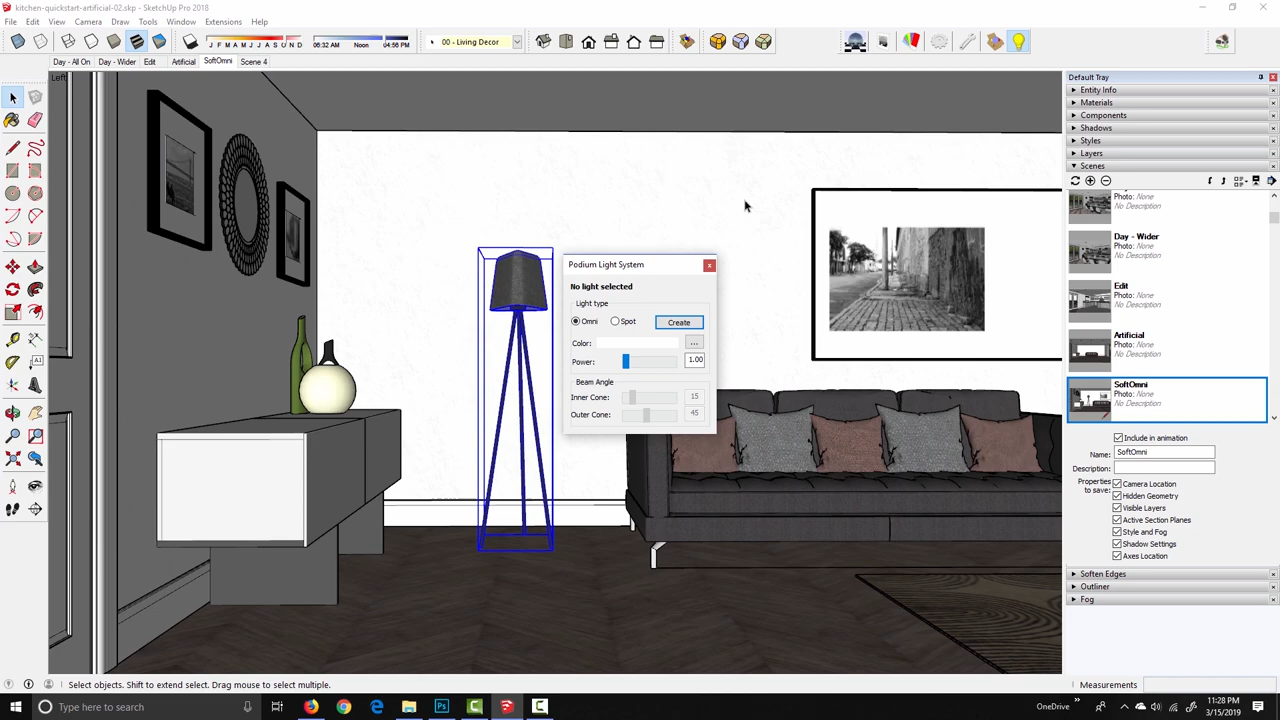 kitchen-quickstart-artificial-02.skp - SketchUp Pro 2018
File Edit View Camera Draw Tools Window Extensions Help
J F M A M J J A S O N D 06:32 AM Noon 04:56 PM 00 - Living Decor
Day - All On Day - Wider Edit Artificial SoftOmni Scene 4
Left
Default Tray
Entity Info
Materials
Components
Shadows
Styles
Layers
Scenes
Photo: None
No Description
Day - Wider
Photo: None
No Description
Edit
Photo: None
No Description
Artificial
Photo: None
No Description
SoftOmni
Photo: None
No Description
Include in animation
Name: SoftOmni
Description:
Properties to save:
Camera Location
Hidden Geometry
Visible Layers
Active Section Planes
Style and Fog
Shadow Settings
Axes Location
Soften Edges
Outliner
Fog
Podium Light System
No light selected
Light type
Omni Spot Create
Color: ...
Power: 1.00
Beam Angle
Inner Cone: 15
Outer Cone: 45
Select objects. Shift to extend select. Drag mouse to select multiple.
Measurements
Type here to search
OneDrive
11:28 PM
3/15/2019